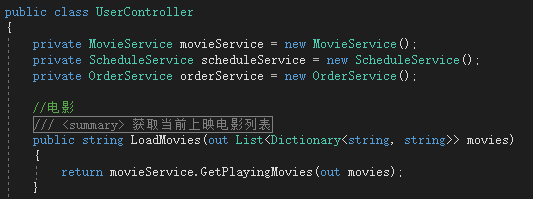 public class UserController
{
private MovieService movieService = new MovieService();
private ScheduleService scheduleService = new ScheduleService();
private OrderService orderService = new OrderService();
//电影
/// <summary> 获取当前上映电影列表
public string LoadMovies(out List<Dictionary<string, string>> movies)
{
return movieService.GetPlayingMovies(out movies);
}